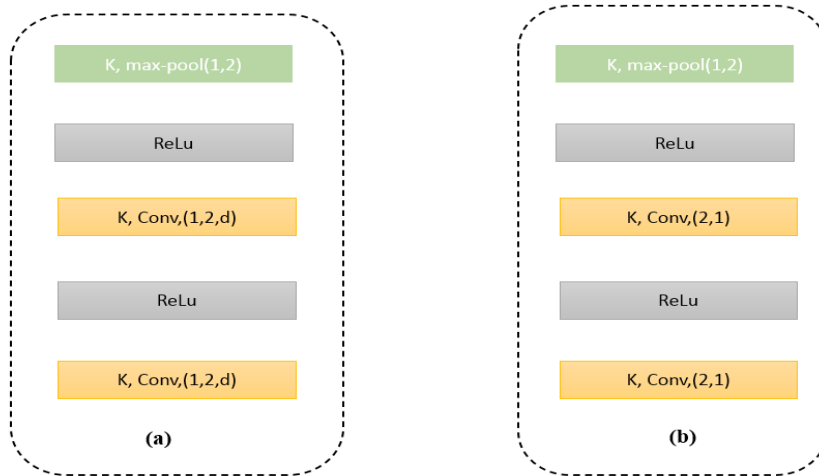 K, max-pool(1,2)
ReLu
K, Conv,(1,2,d)
ReLu
K, Conv,(1,2,d)
(a)
K, max-pool(1,2)
ReLu
K, Conv,(2,1)
ReLu
K, Conv,(2,1)
(b)